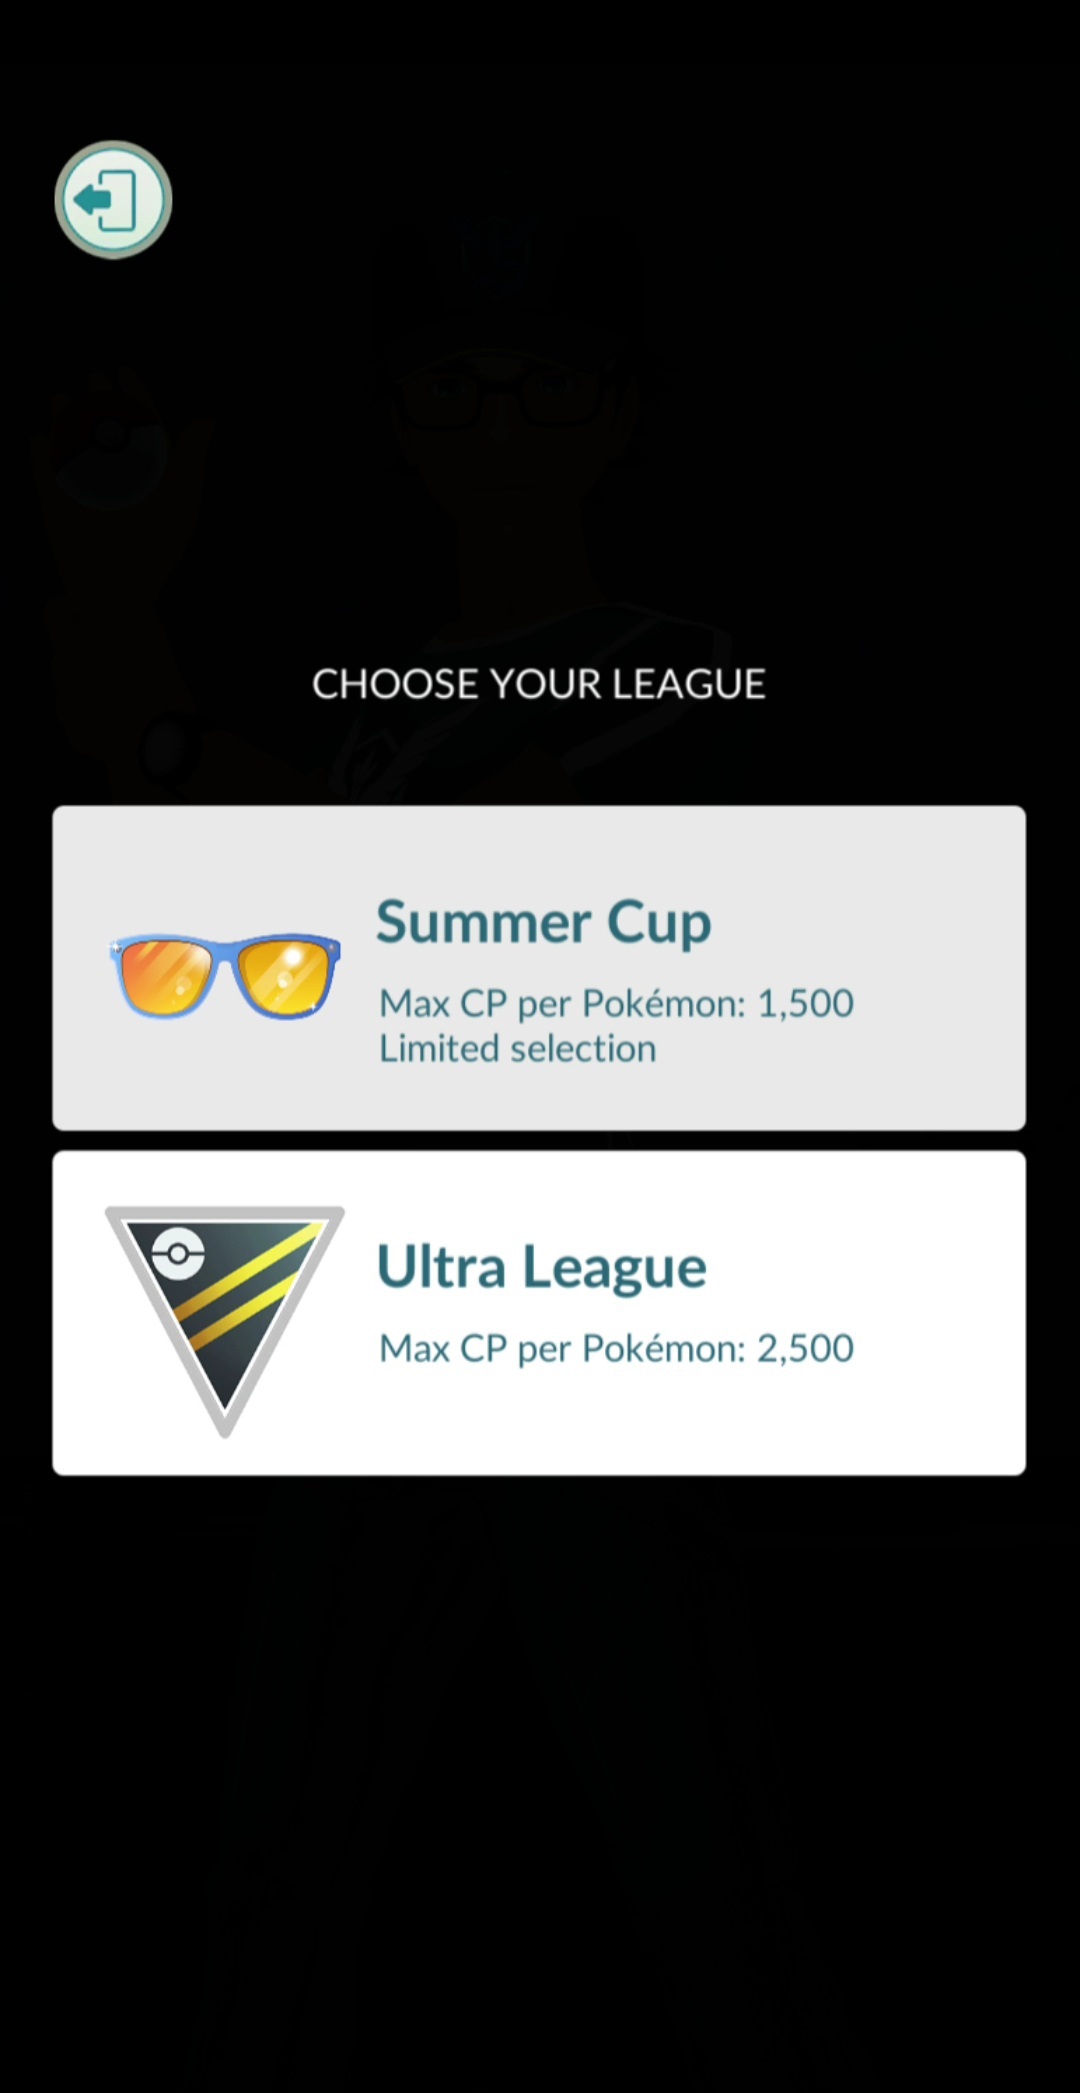 CHOOSE YOUR LEAGUE
Summer Cup
Max CP per Pokémon: 1,500
Limited selection
Ultra League
Max CP per Pokémon: 2,500